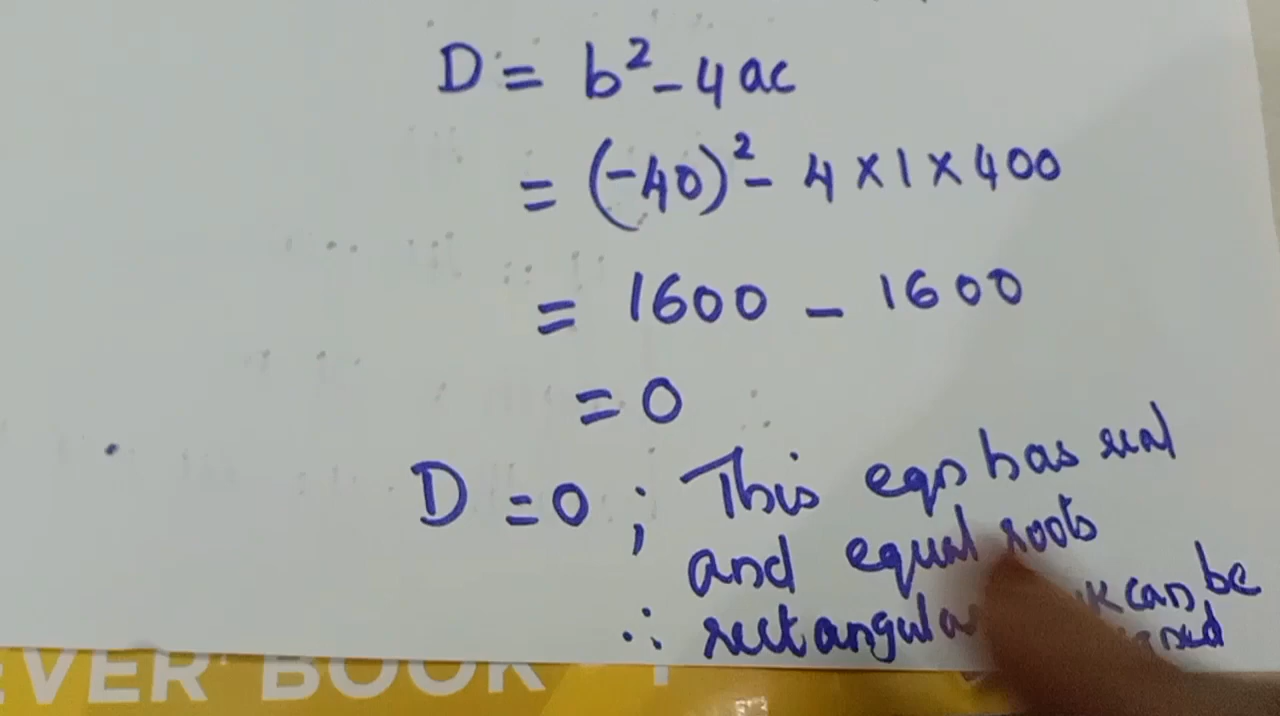 D = b² - 4ac
= (-40)² - 4 × 1 × 400
= 1600 - 1600
= 0
D = 0 ; This eqn has real
and equal roots
∴ rectangular can be
EVER BOOK